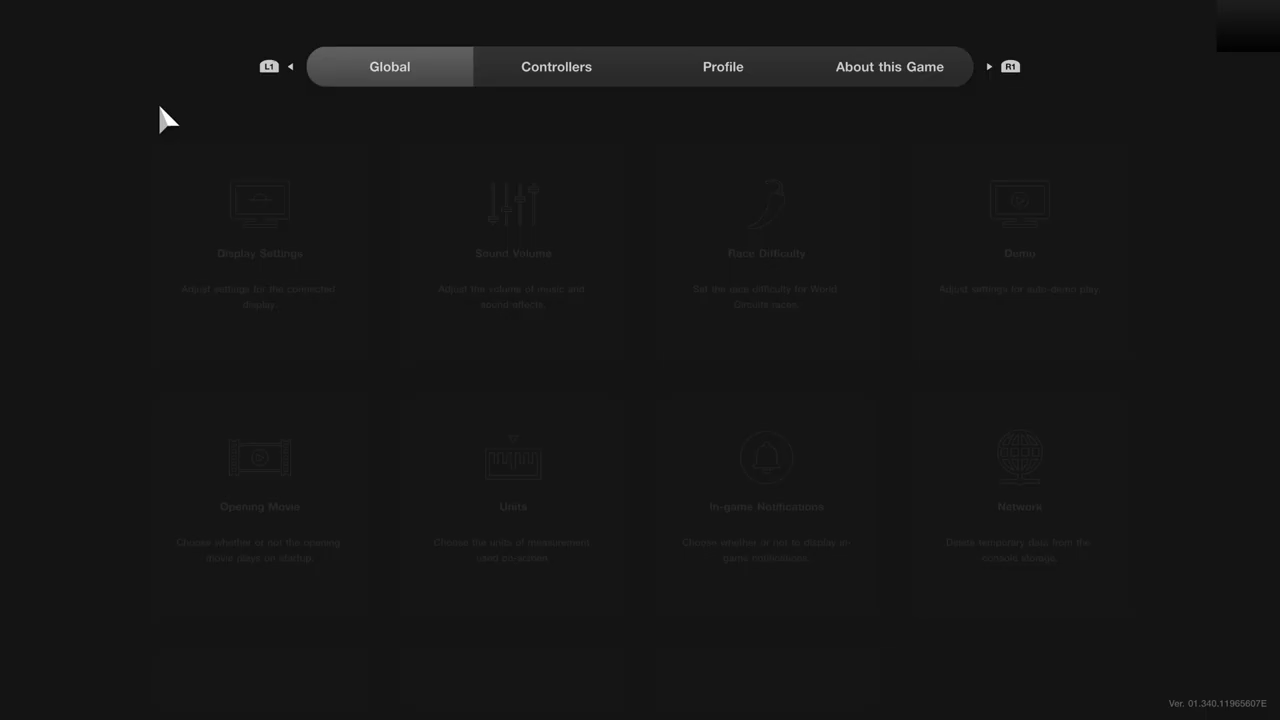 L1 Global Controllers Profile About this Game R1
Display Settings
Adjust settings for the connected
display.
Sound Volume
Adjust the volume of music and
sound effects.
Race Difficulty
Set the race difficulty for World
Circuits races.
Demo
Adjust settings for auto-demo play.
Opening Movie
Choose whether or not the opening
movie plays on startup.
Units
Choose the units of measurement
used on-screen.
In-game Notifications
Choose whether or not to display in-
game notifications.
Network
Delete temporary data from the
console storage.
Ver. 01.340.11965607E